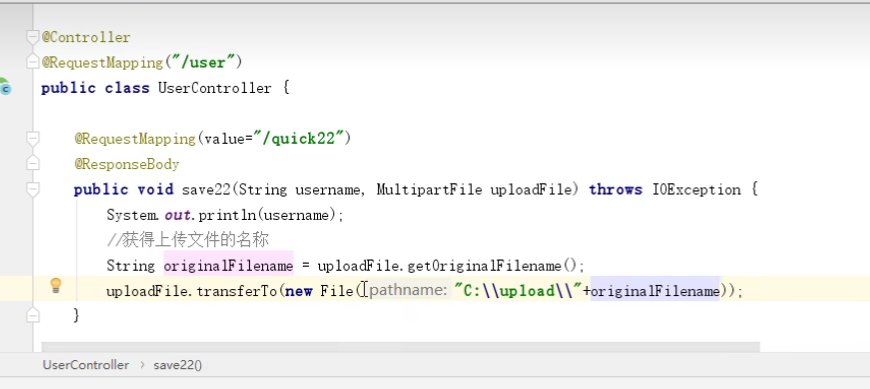 @Controller
@RequestMapping("/user")
public class UserController {
@RequestMapping(value="/quick22")
@ResponseBody
public void save22(String username, MultipartFile uploadFile) throws IOException {
System.out.println(username);
//获得上传文件的名称
String originalFilename = uploadFile.getOriginalFilename();
uploadFile.transferTo(new File( pathname: "C:\\upload\\"+originalFilename));
}
UserController › save22()